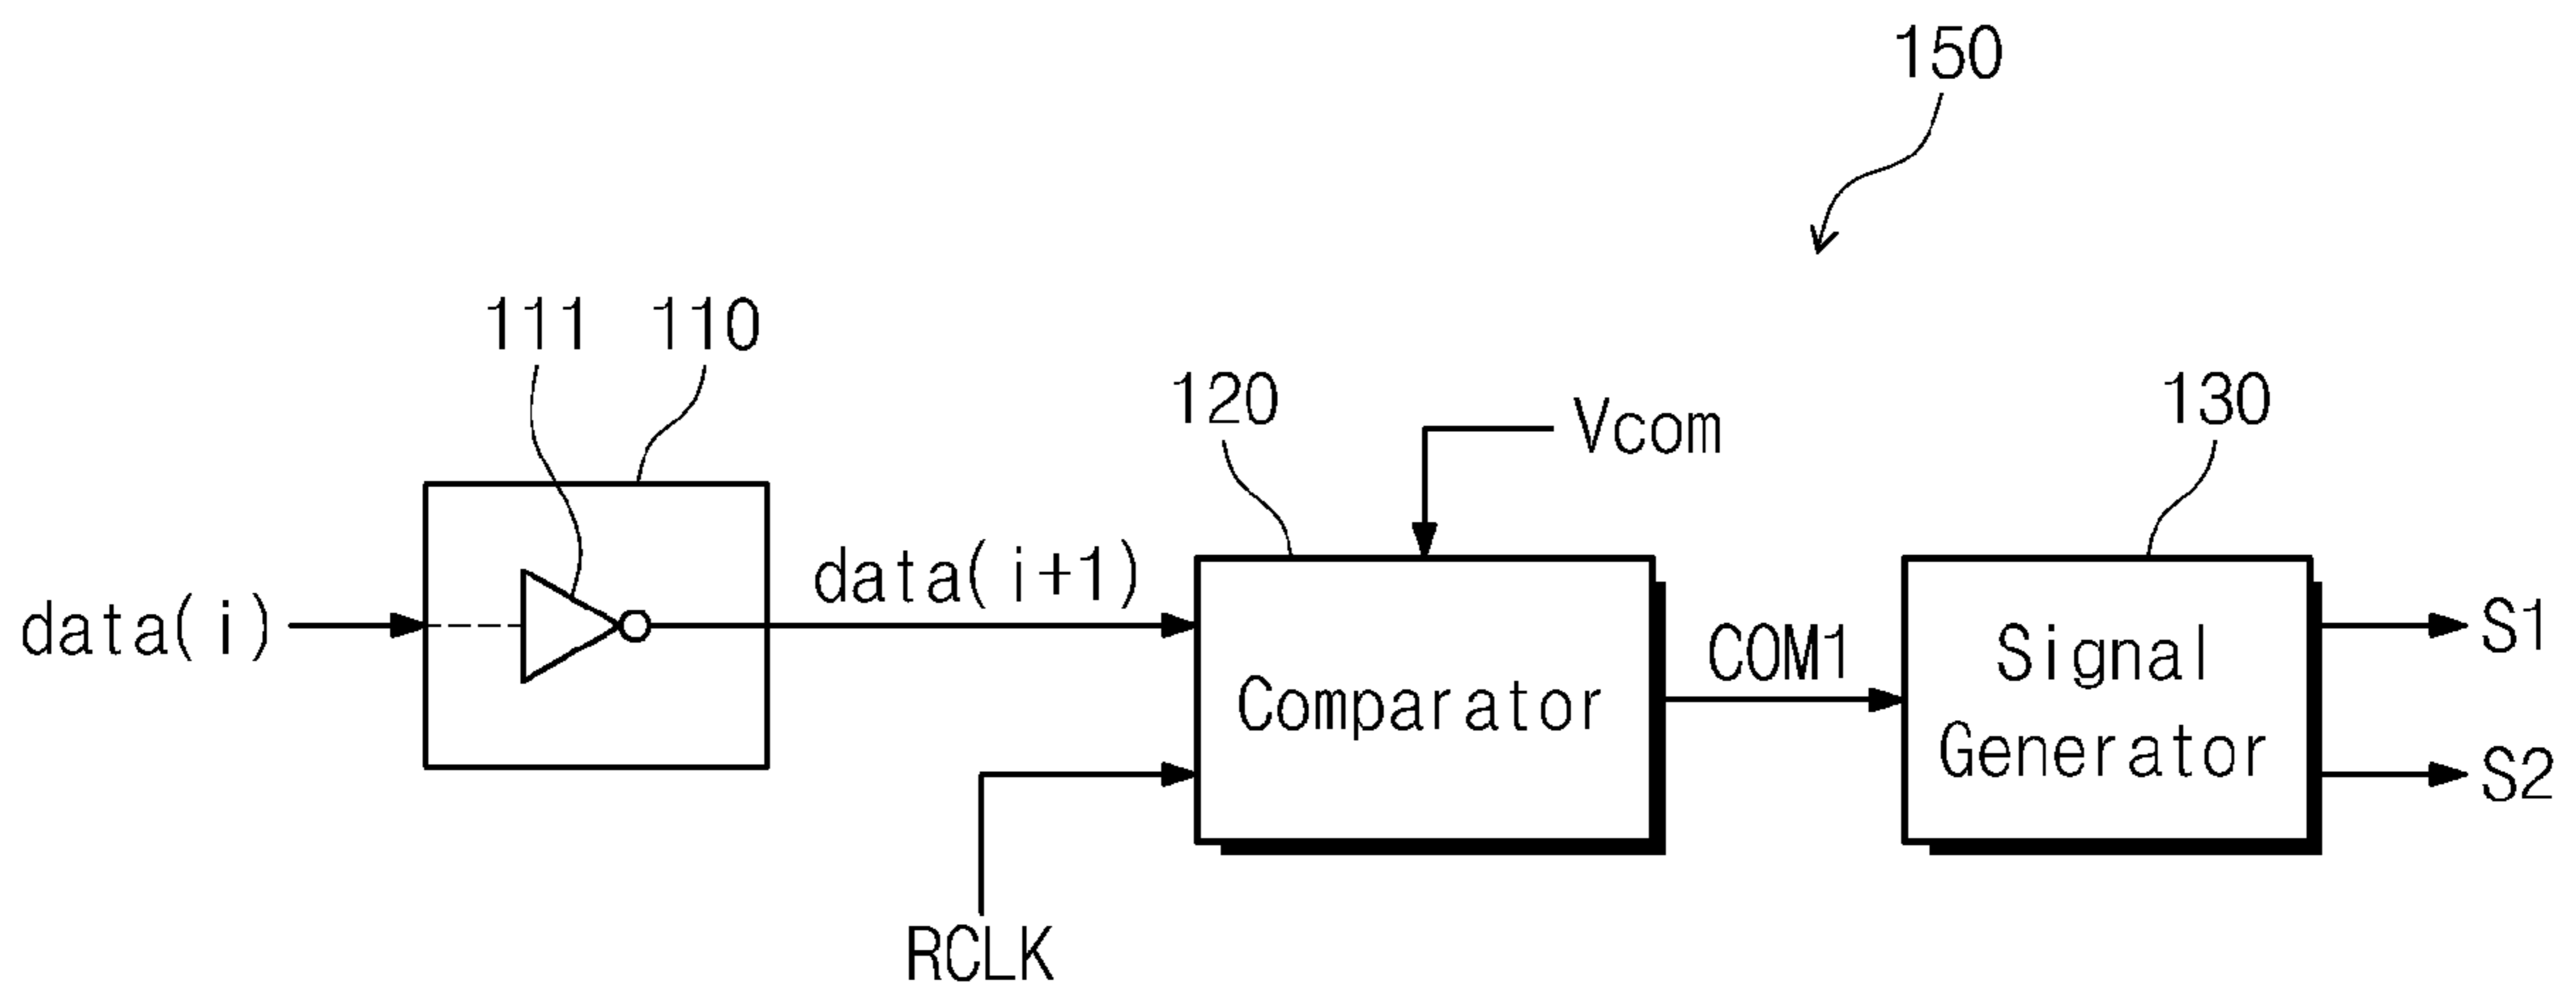 150
111 110
120
Vcom
130
data(i)
data(i+1)
Comparator
COM1
Signal
Generator
S1
S2
RCLK